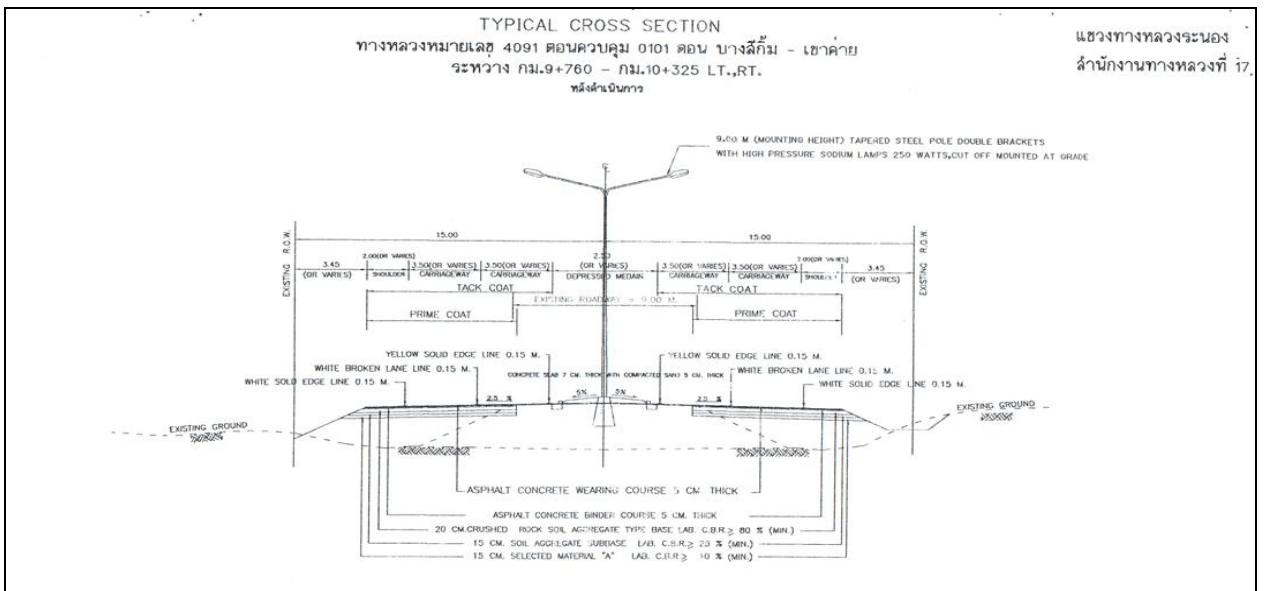 TYPICAL CROSS SECTION
ทางหลวงหมายเลข 4091 ตอนควบคุม 0101 ตอน บางสีกิ้ม - เขาค่าย
ระหว่าง กม.9+760 - กม.10+325 LT.,RT.
หลังดำเนินการ
แขวงทางหลวงระนอง
สำนักงานทางหลวงที่ 17
9.00 M (MOUNTING HEIGHT) TAPERED STEEL POLE DOUBLE BRACKETS
WITH HIGH PRESSURE SODIUM LAMPS 250 WATTS,CUT OFF MOUNTED AT GRADE
EXISTING R.O.W.
15.00
15.00
EXISTING R.O.W.
3.45
(OR VARIES)
2.00(OR VARIES)
SHOULDER
3.50(OR VARIES)
CARRIAGEWAY
3.50(OR VARIES)
CARRIAGEWAY
2.50
(OR VARIES)
DEPRESSED MEDAIN
3.50(OR VARIES)
CARRIAGEWAY
3.50(OR VARIES)
CARRIAGEWAY
2.00(OR VARIES)
SHOULDER
3.45
(OR VARIES)
TACK COAT
TACK COAT
EXISTING ROADWAY = 9.00 M.
PRIME COAT
PRIME COAT
YELLOW SOLID EDGE LINE 0.15 M.
YELLOW SOLID EDGE LINE 0.15 M.
WHITE BROKEN LANE LINE 0.15 M.
CONCRETE SLAB 7 CM. THICK WITH COMPACTED SAND 5 CM. THICK
WHITE BROKEN LANE LINE 0.15 M.
WHITE SOLID EDGE LINE 0.15 M.
WHITE SOLID EDGE LINE 0.15 M.
2.5 %
5%
5%
2.5 %
EXISTING GROUND
EXISTING GROUND
ASPHALT CONCRETE WEARING COURSE 5 CM THICK
ASPHALT CONCRETE BINDER COURSE 5 CM. THICK
20 CM.CRUSHED ROCK SOIL AGGREGATE TYPE BASE LAB. C.B.R.≥ 80 % (MIN.)
15 CM. SOIL AGGREGATE SUBBASE LAB. C.B.R.≥ 25 % (MIN.)
15 CM. SELECTED MATERIAL "A" LAB. C.B.R.≥ 10 % (MIN.)